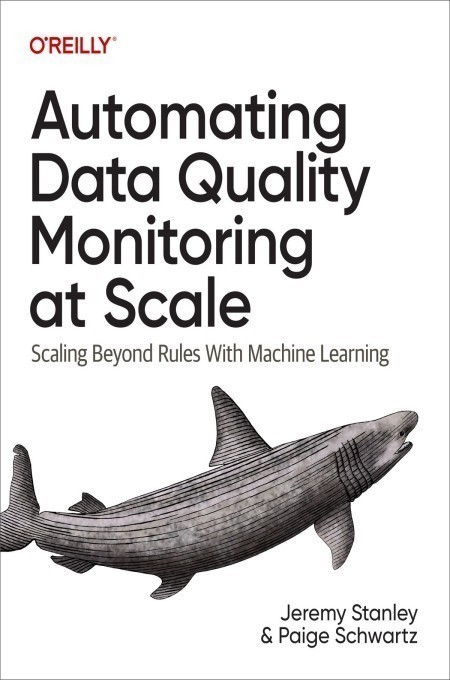 O'REILLY®
Automating
Data Quality
Monitoring
at Scale
Scaling Beyond Rules With Machine Learning
Jeremy Stanley
& Paige Schwartz